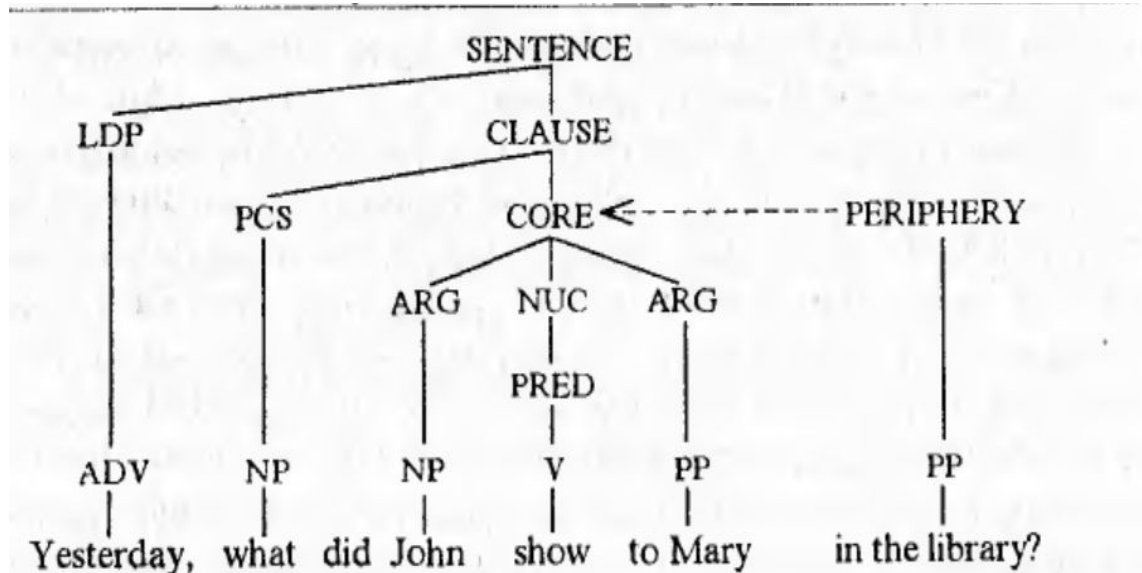 SENTENCE
LDP CLAUSE
PCS CORE PERIPHERY
ARG NUC ARG
PRED
ADV NP NP V PP PP
Yesterday, what did John show to Mary in the library?